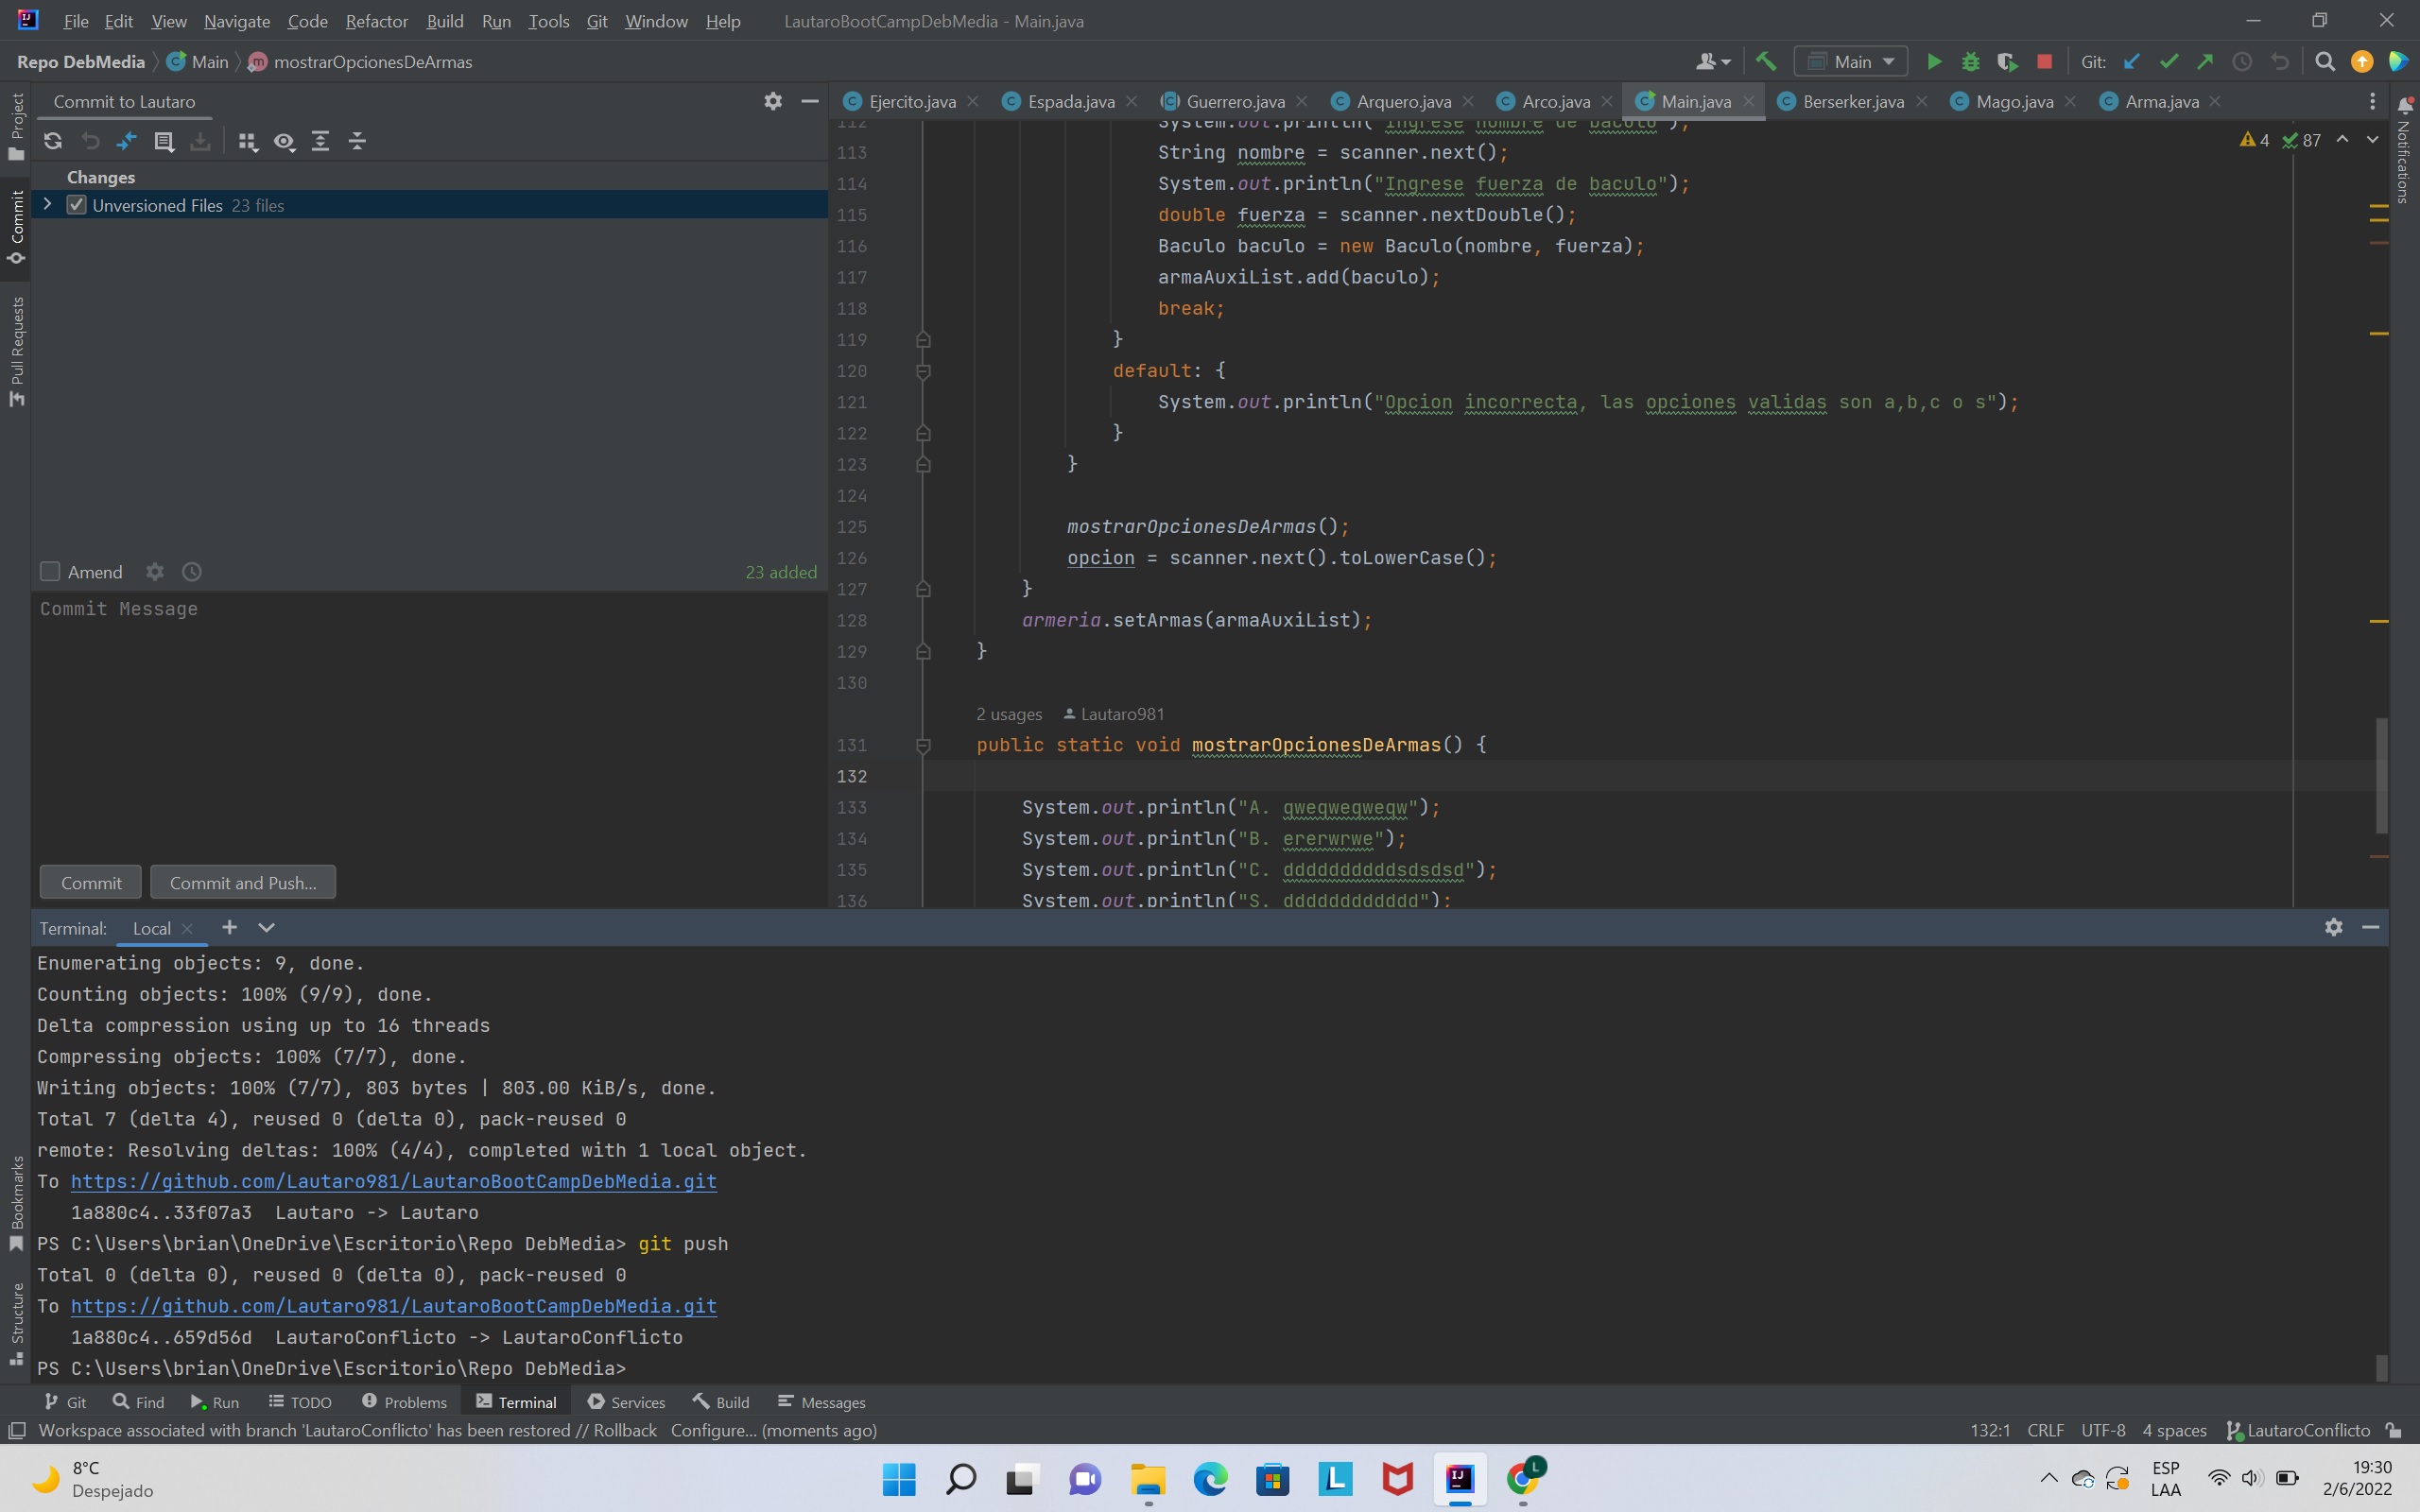 File Edit View Navigate Code Refactor Build Run Tools Git Window Help LautaroBootCampDebMedia - Main.java
Repo DebMedia Main mostrarOpcionesDeArmas
Main Git:
Project
Commit
Pull Requests
Bookmarks
Structure
Notifications
Commit to Lautaro
Changes
Unversioned Files 23 files
Amend 23 added
Commit Message
Commit Commit and Push...
Ejercito.java Espada.java Guerrero.java Arquero.java Arco.java Main.java Berserker.java Mago.java Arma.java
4 87
112 System.out.println("Ingrese nombre de baculo");
113 String nombre = scanner.next();
114 System.out.println("Ingrese fuerza de baculo");
115 double fuerza = scanner.nextDouble();
116 Baculo baculo = new Baculo(nombre, fuerza);
117 armaAuxiList.add(baculo);
118 break;
119 }
120 default: {
121 System.out.println("Opcion incorrecta, las opciones validas son a,b,c o s");
122 }
123 }
124
125 mostrarOpcionesDeArmas();
126 opcion = scanner.next().toLowerCase();
127 }
128 armeria.setArmas(armaAuxiList);
129 }
130
2 usages Lautaro981
131 public static void mostrarOpcionesDeArmas() {
132
133 System.out.println("A. qweqweqweqw");
134 System.out.println("B. ererwrwe");
135 System.out.println("C. ddddddddddsdsdsd");
136 System.out.println("S. dddddddddddd");
Terminal: Local
Enumerating objects: 9, done.
Counting objects: 100% (9/9), done.
Delta compression using up to 16 threads
Compressing objects: 100% (7/7), done.
Writing objects: 100% (7/7), 803 bytes | 803.00 KiB/s, done.
Total 7 (delta 4), reused 0 (delta 0), pack-reused 0
remote: Resolving deltas: 100% (4/4), completed with 1 local object.
To https://github.com/Lautaro981/LautaroBootCampDebMedia.git
1a880c4..33f07a3 Lautaro -> Lautaro
PS C:\Users\brian\OneDrive\Escritorio\Repo DebMedia> git push
Total 0 (delta 0), reused 0 (delta 0), pack-reused 0
To https://github.com/Lautaro981/LautaroBootCampDebMedia.git
1a880c4..659d56d LautaroConflicto -> LautaroConflicto
PS C:\Users\brian\OneDrive\Escritorio\Repo DebMedia>
Git Find Run TODO Problems Terminal Services Build Messages
Workspace associated with branch 'LautaroConflicto' has been restored // Rollback Configure... (moments ago) 132:1 CRLF UTF-8 4 spaces LautaroConflicto
8°C
Despejado
ESP
LAA
19:30
2/6/2022